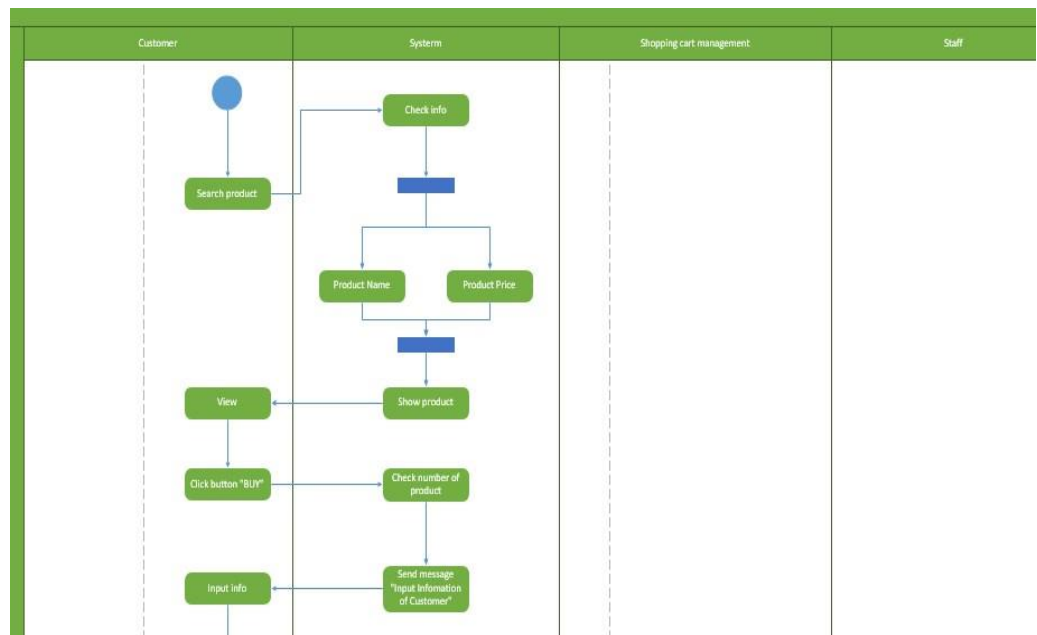 Customer
Systerm
Shopping cart management
Staff
Check info
Search product
Product Name
Product Price
View
Show product
Click button "BUY"
Check number of
product
Input info
Send message
"Input Infomation
of Customer"